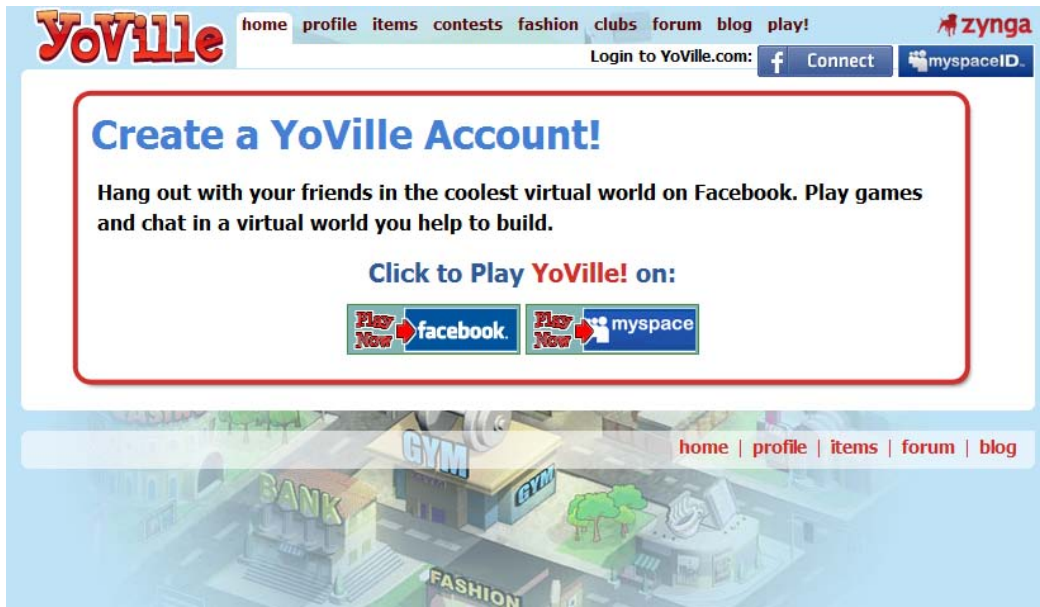 YoVille
home profile items contests fashion clubs forum blog play!
zynga
Login to YoVille.com: f Connect myspaceID.
Create a YoVille Account!
Hang out with your friends in the coolest virtual world on Facebook. Play games
and chat in a virtual world you help to build.
Click to Play YoVille! on:
Play Now facebook. Play Now myspace
CASINO
home | profile | items | forum | blog
GYM
GYM
BANK
FASHION